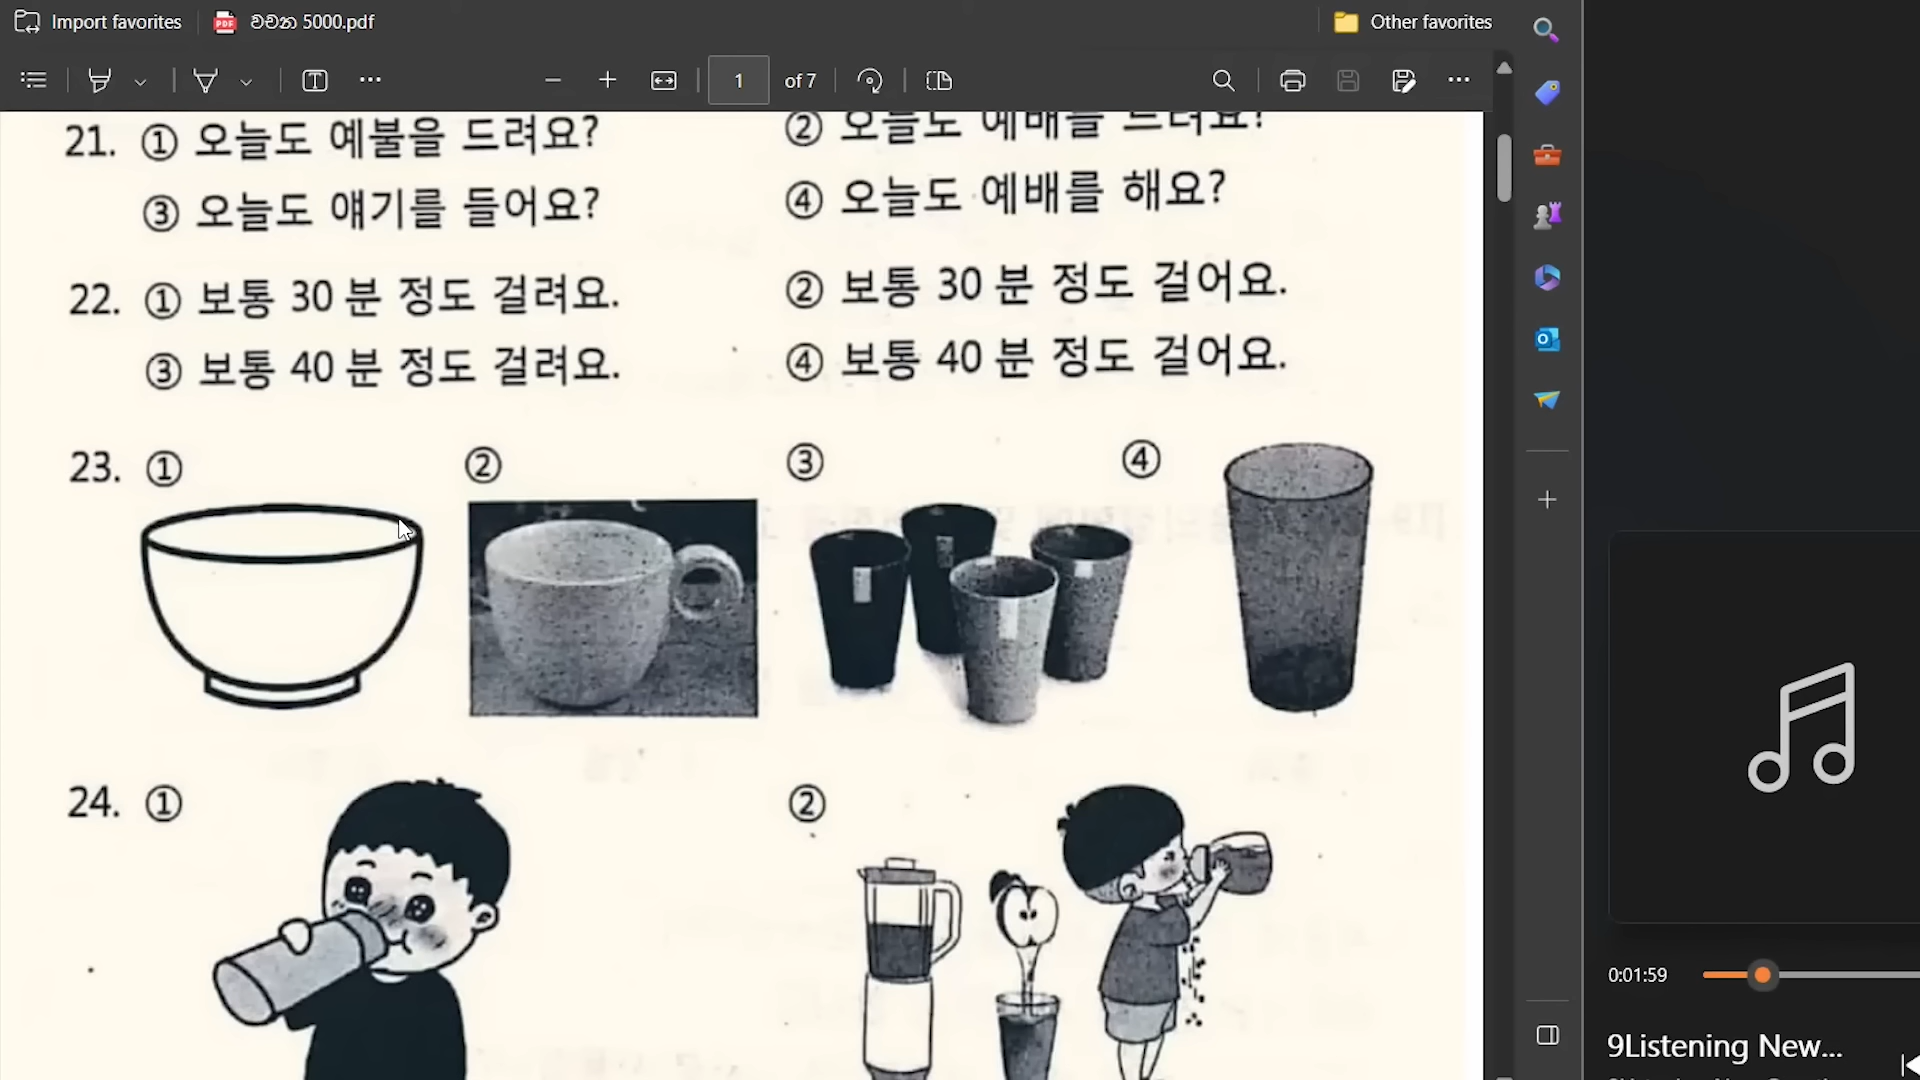 Import favorites
වචන 5000.pdf
Other favorites
1 of 7
21. ① 오늘도 예불을 드려요?
② 오늘도 예배를 드려요?
③ 오늘도 얘기를 들어요?
④ 오늘도 예배를 해요?
22. ① 보통 30 분 정도 걸려요.
② 보통 30 분 정도 걸어요.
③ 보통 40 분 정도 걸려요.
④ 보통 40 분 정도 걸어요.
23. ① ② ③ ④
24. ① ②
0:01:59
9Listening New...